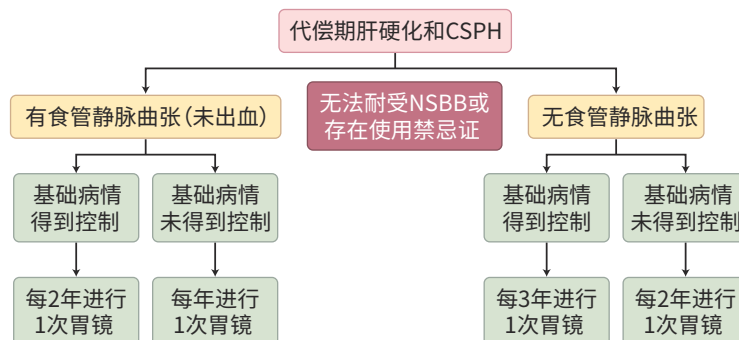 代偿期肝硬化和CSPH
有食管静脉曲张（未出血）
无法耐受NSBB或
存在使用禁忌证
无食管静脉曲张
基础病情
得到控制
基础病情
未得到控制
基础病情
得到控制
基础病情
未得到控制
每2年进行
1次胃镜
每年进行
1次胃镜
每3年进行
1次胃镜
每2年进行
1次胃镜